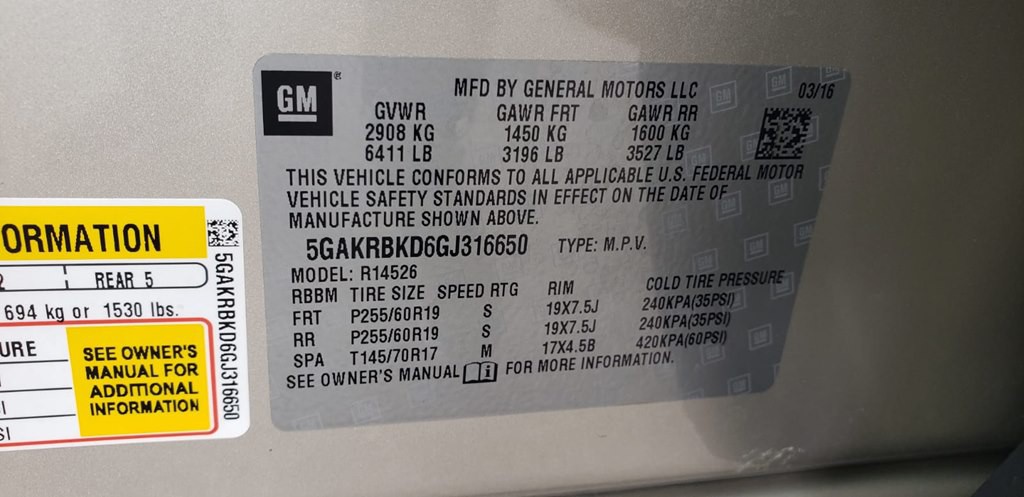 GM ®
MFD BY GENERAL MOTORS LLC 03/16
GVWR GAWR FRT GAWR RR
2908 KG 1450 KG 1600 KG
6411 LB 3196 LB 3527 LB
THIS VEHICLE CONFORMS TO ALL APPLICABLE U.S. FEDERAL MOTOR
VEHICLE SAFETY STANDARDS IN EFFECT ON THE DATE OF
MANUFACTURE SHOWN ABOVE.
5GAKRBKD6GJ316650 TYPE: M.P.V.
MODEL: R14526
RBBM TIRE SIZE SPEED RTG RIM COLD TIRE PRESSURE
FRT P255/60R19 S 19X7.5J 240KPA(35PSI)
RR P255/60R19 S 19X7.5J 240KPA(35PSI)
SPA T145/70R17 M 17X4.5B 420KPA(60PSI)
SEE OWNER'S MANUAL FOR MORE INFORMATION.
ORMATION
2 REAR 5
694 kg or 1530 lbs.
URE
SEE OWNER'S
MANUAL FOR
ADDITIONAL
INFORMATION
SI
SI
5GAKRBKD6GJ316650